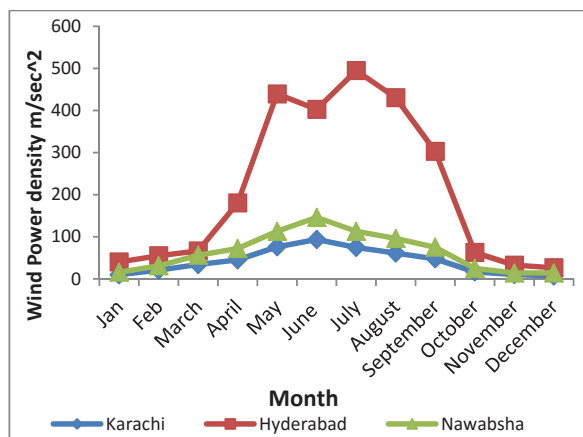 Wind Power density m/sec^2
600
500
400
300
200
100
0
Jan
Feb
March
April
May
June
July
August
September
October
November
December
Month
Karachi
Hyderabad
Nawabsha